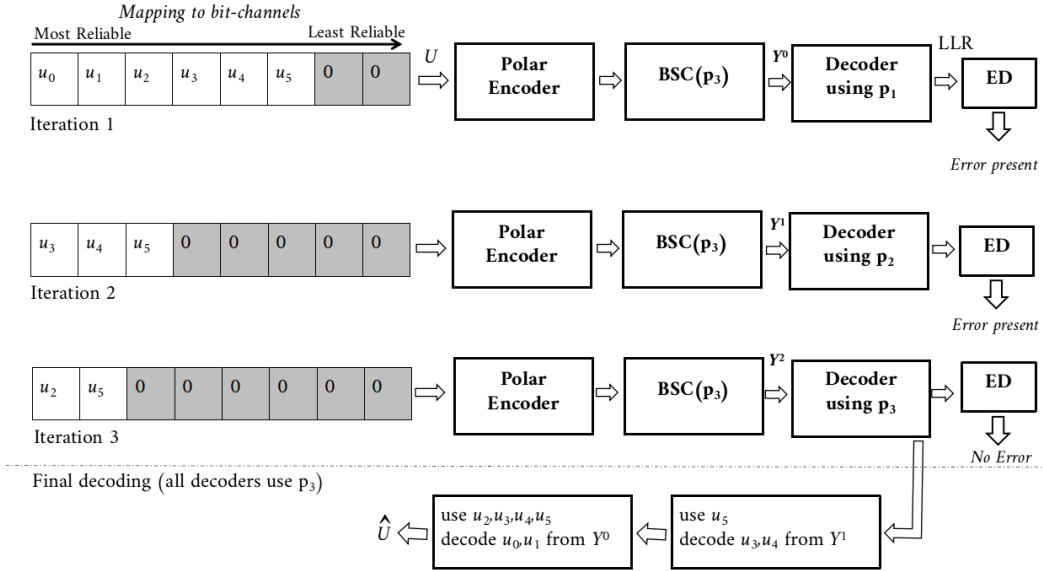 Mapping to bit-channels
Most Reliable Least Reliable
u₀ u₁ u₂ u₃ u₄ u₅ 0 0
U
Polar Encoder
BSC(p₃)
Y⁰
Decoder using p₁
LLR
ED
Iteration 1
Error present
u₃ u₄ u₅ 0 0 0 0 0
Polar Encoder
BSC(p₃)
Y¹
Decoder using p₂
ED
Iteration 2
Error present
u₂ u₅ 0 0 0 0 0 0
Polar Encoder
BSC(p₃)
Y²
Decoder using p₃
ED
Iteration 3
No Error
Final decoding (all decoders use p₃)
Û
use u₂,u₃,u₄,u₅
decode u₀,u₁ from Y⁰
use u₅
decode u₃,u₄ from Y¹